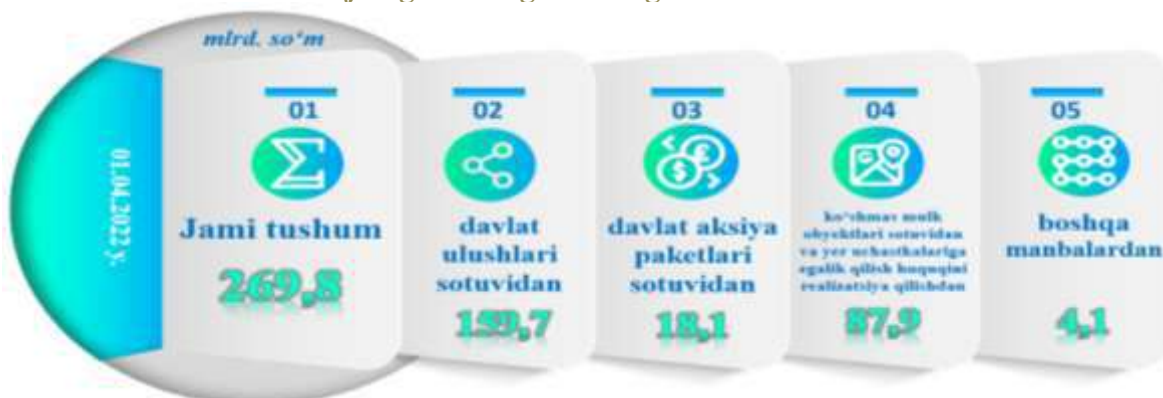 mlrd. so‘m
01.04.2022 y.
01
Jami tushum
269,8
02
davlat
ulushlari
sotuvidan
159,7
03
davlat aksiya
paketlari
sotuvidan
18,1
04
ko‘chmas mulk
obyektlari sotuvidan
va yer uchastkalariga
egalik qilish huquqini
realizatsiya qilishdan
87,9
05
boshqa
manbalardan
4,1